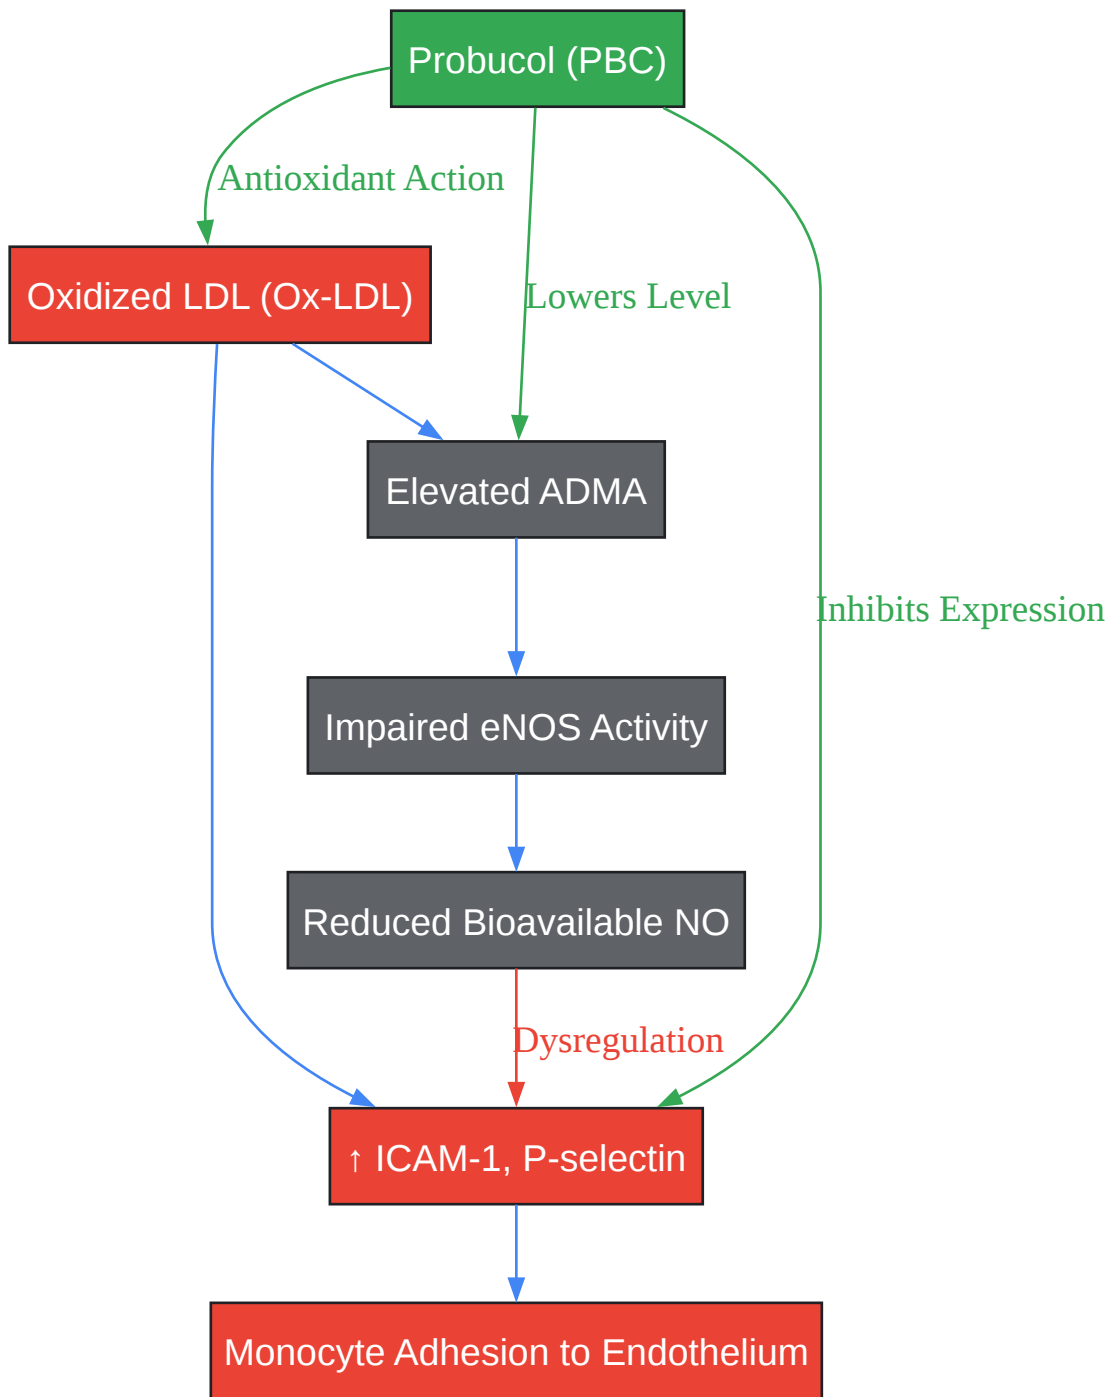 Probucol (PBC)
Antioxidant Action
Oxidized LDL (Ox-LDL)
Lowers Level
Elevated ADMA
Inhibits Expression
Impaired eNOS Activity
Reduced Bioavailable NO
Dysregulation
↑ ICAM-1, P-selectin
Monocyte Adhesion to Endothelium